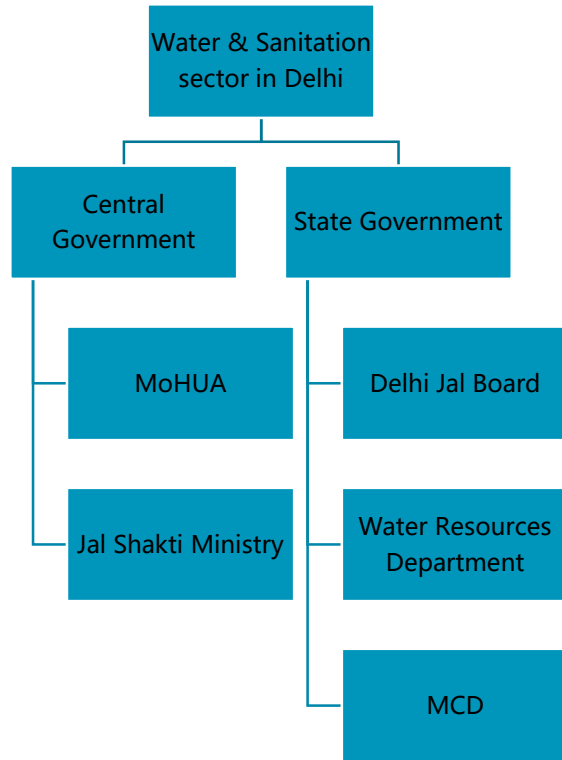 Water & Sanitation
sector in Delhi
Central
Government
State Government
MoHUA
Delhi Jal Board
Jal Shakti Ministry
Water Resources
Department
MCD